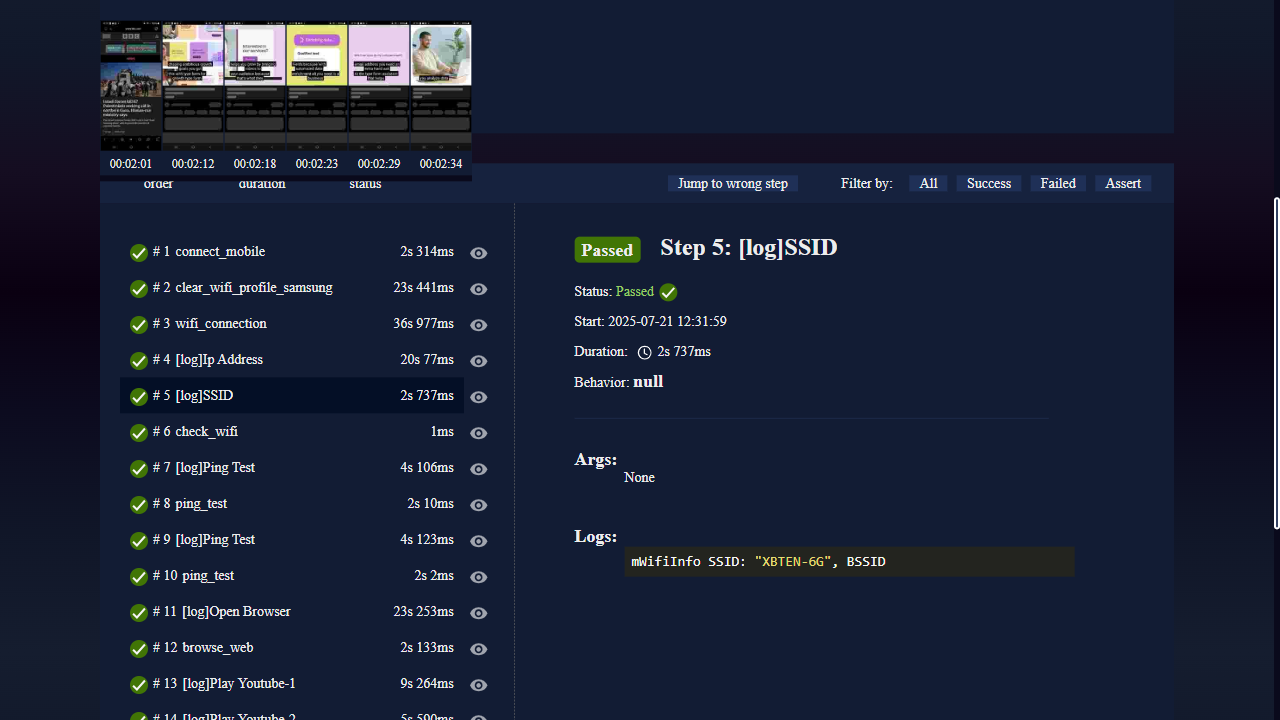 00:02:01 00:02:12 00:02:18 00:02:23 00:02:29 00:02:34
order duration status
Jump to wrong step Filter by: All Success Failed Assert
# 1 connect_mobile 2s 314ms
# 2 clear_wifi_profile_samsung 23s 441ms
# 3 wifi_connection 36s 977ms
# 4 [log]Ip Address 20s 77ms
# 5 [log]SSID 2s 737ms
# 6 check_wifi 1ms
# 7 [log]Ping Test 4s 106ms
# 8 ping_test 2s 10ms
# 9 [log]Ping Test 4s 123ms
# 10 ping_test 2s 2ms
# 11 [log]Open Browser 23s 253ms
# 12 browse_web 2s 133ms
# 13 [log]Play Youtube-1 9s 264ms
# 14 [log]Play Youtube-2 5s 590ms
Passed Step 5: [log]SSID
Status: Passed
Start: 2025-07-21 12:31:59
Duration: 2s 737ms
Behavior: null
Args:
None
Logs:
mWifiInfo SSID: "XBTEN-6G", BSSID